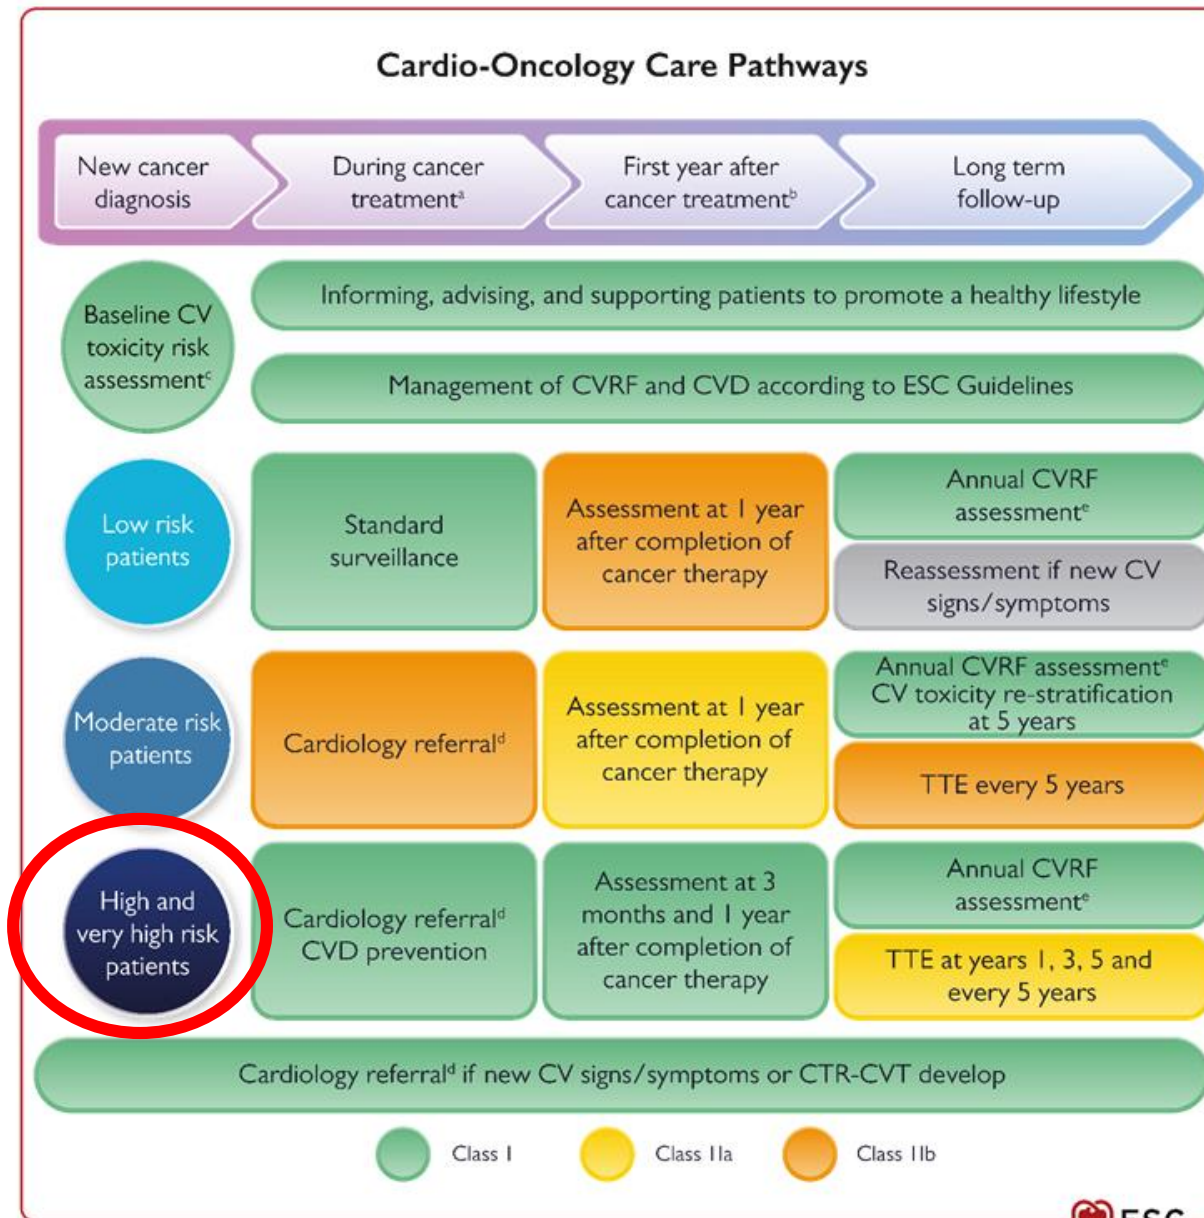 Cardio-Oncology Care Pathways
New cancer
diagnosis
During cancer
treatmentª
First year after
cancer treatmentᵇ
Long term
follow-up
Baseline CV
toxicity risk
assessmentᶜ
Informing, advising, and supporting patients to promote a healthy lifestyle
Management of CVRF and CVD according to ESC Guidelines
Low risk
patients
Standard
surveillance
Assessment at 1 year
after completion of
cancer therapy
Annual CVRF
assessmentᵉ
Reassessment if new CV
signs/symptoms
Moderate risk
patients
Cardiology referralᵈ
Assessment at 1 year
after completion of
cancer therapy
Annual CVRF assessmentᵉ
CV toxicity re-stratification
at 5 years
TTE every 5 years
High and
very high risk
patients
Cardiology referralᵈ
CVD prevention
Assessment at 3
months and 1 year
after completion of
cancer therapy
Annual CVRF
assessmentᵉ
TTE at years 1, 3, 5 and
every 5 years
Cardiology referralᵈ if new CV signs/symptoms or CTR-CVT develop
Class I
Class IIa
Class IIb
ESC